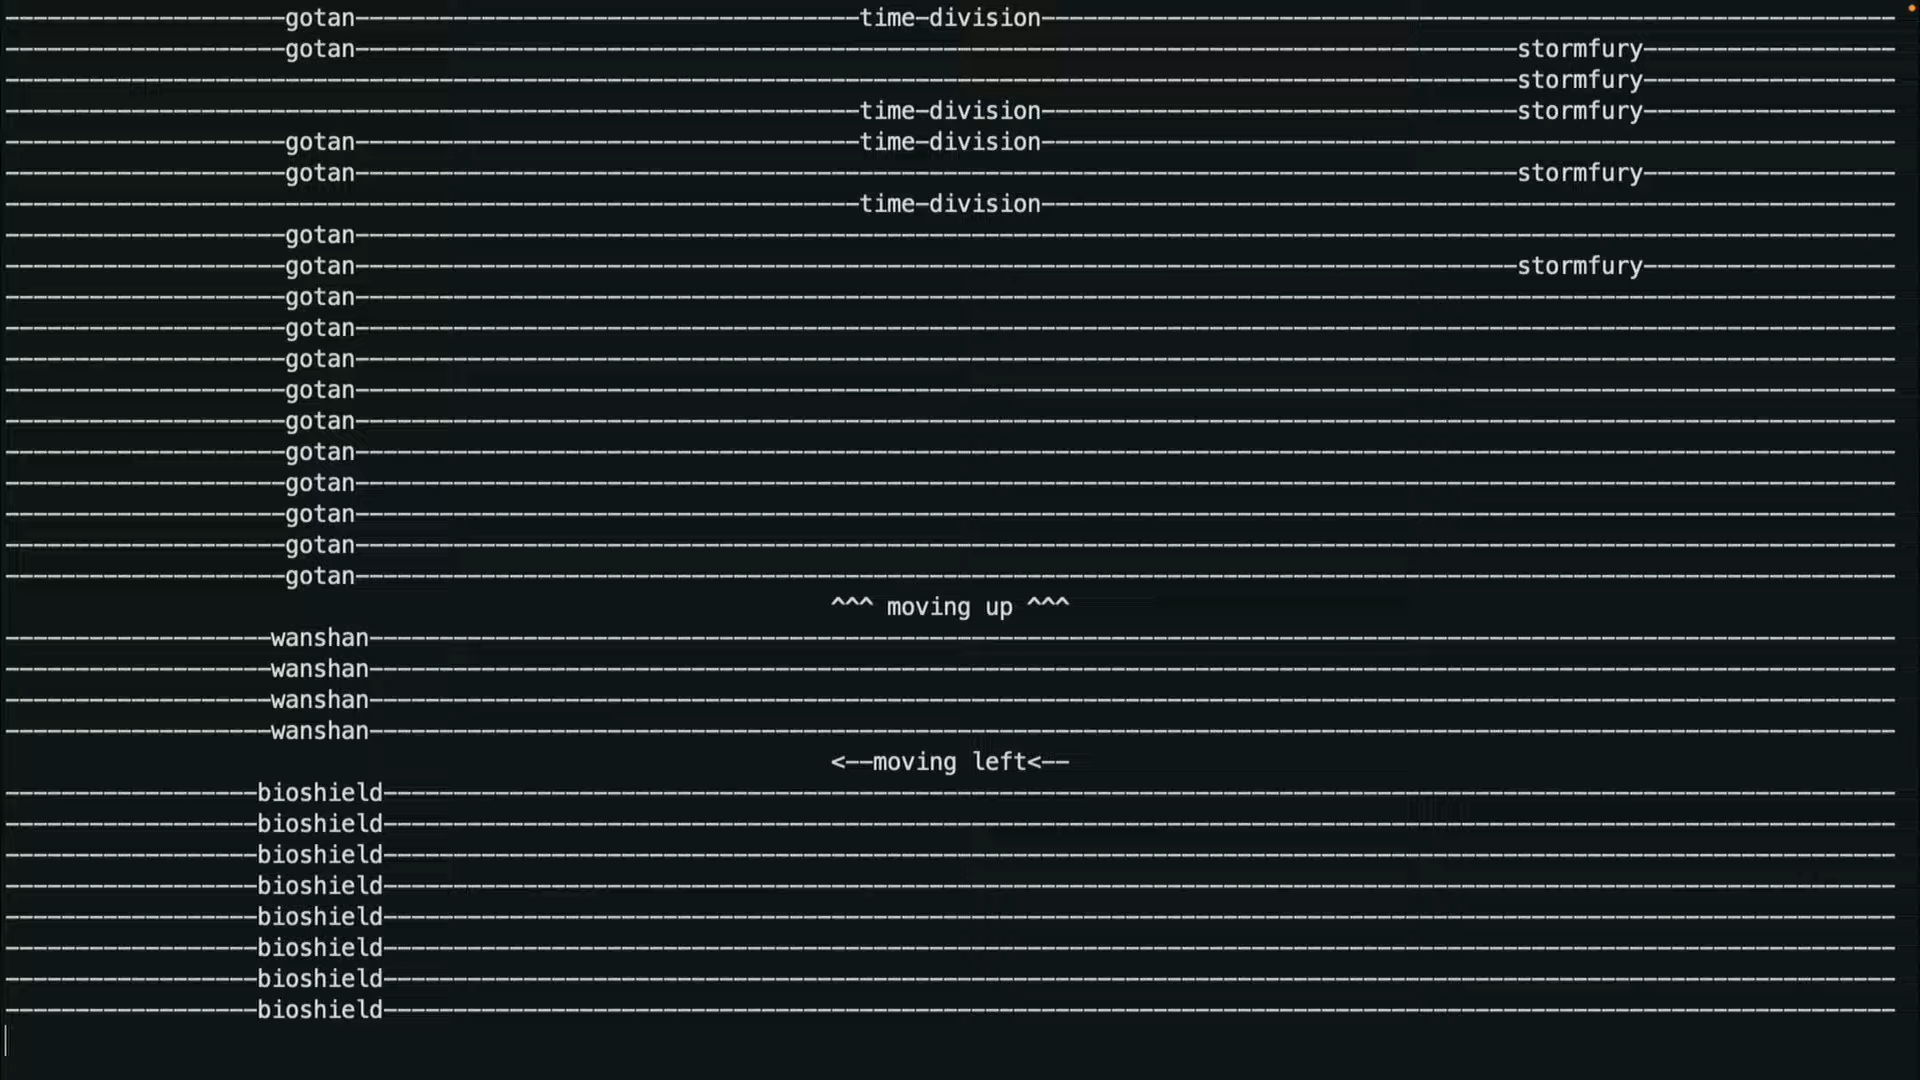 gotan time-division
gotan stormfury
stormfury
time-division stormfury
gotan time-division
gotan stormfury
time-division
gotan
gotan stormfury
gotan
gotan
gotan
gotan
gotan
gotan
gotan
gotan
gotan
gotan
^^^ moving up ^^^
wanshan
wanshan
wanshan
wanshan
<--moving left<--
bioshield
bioshield
bioshield
bioshield
bioshield
bioshield
bioshield
bioshield